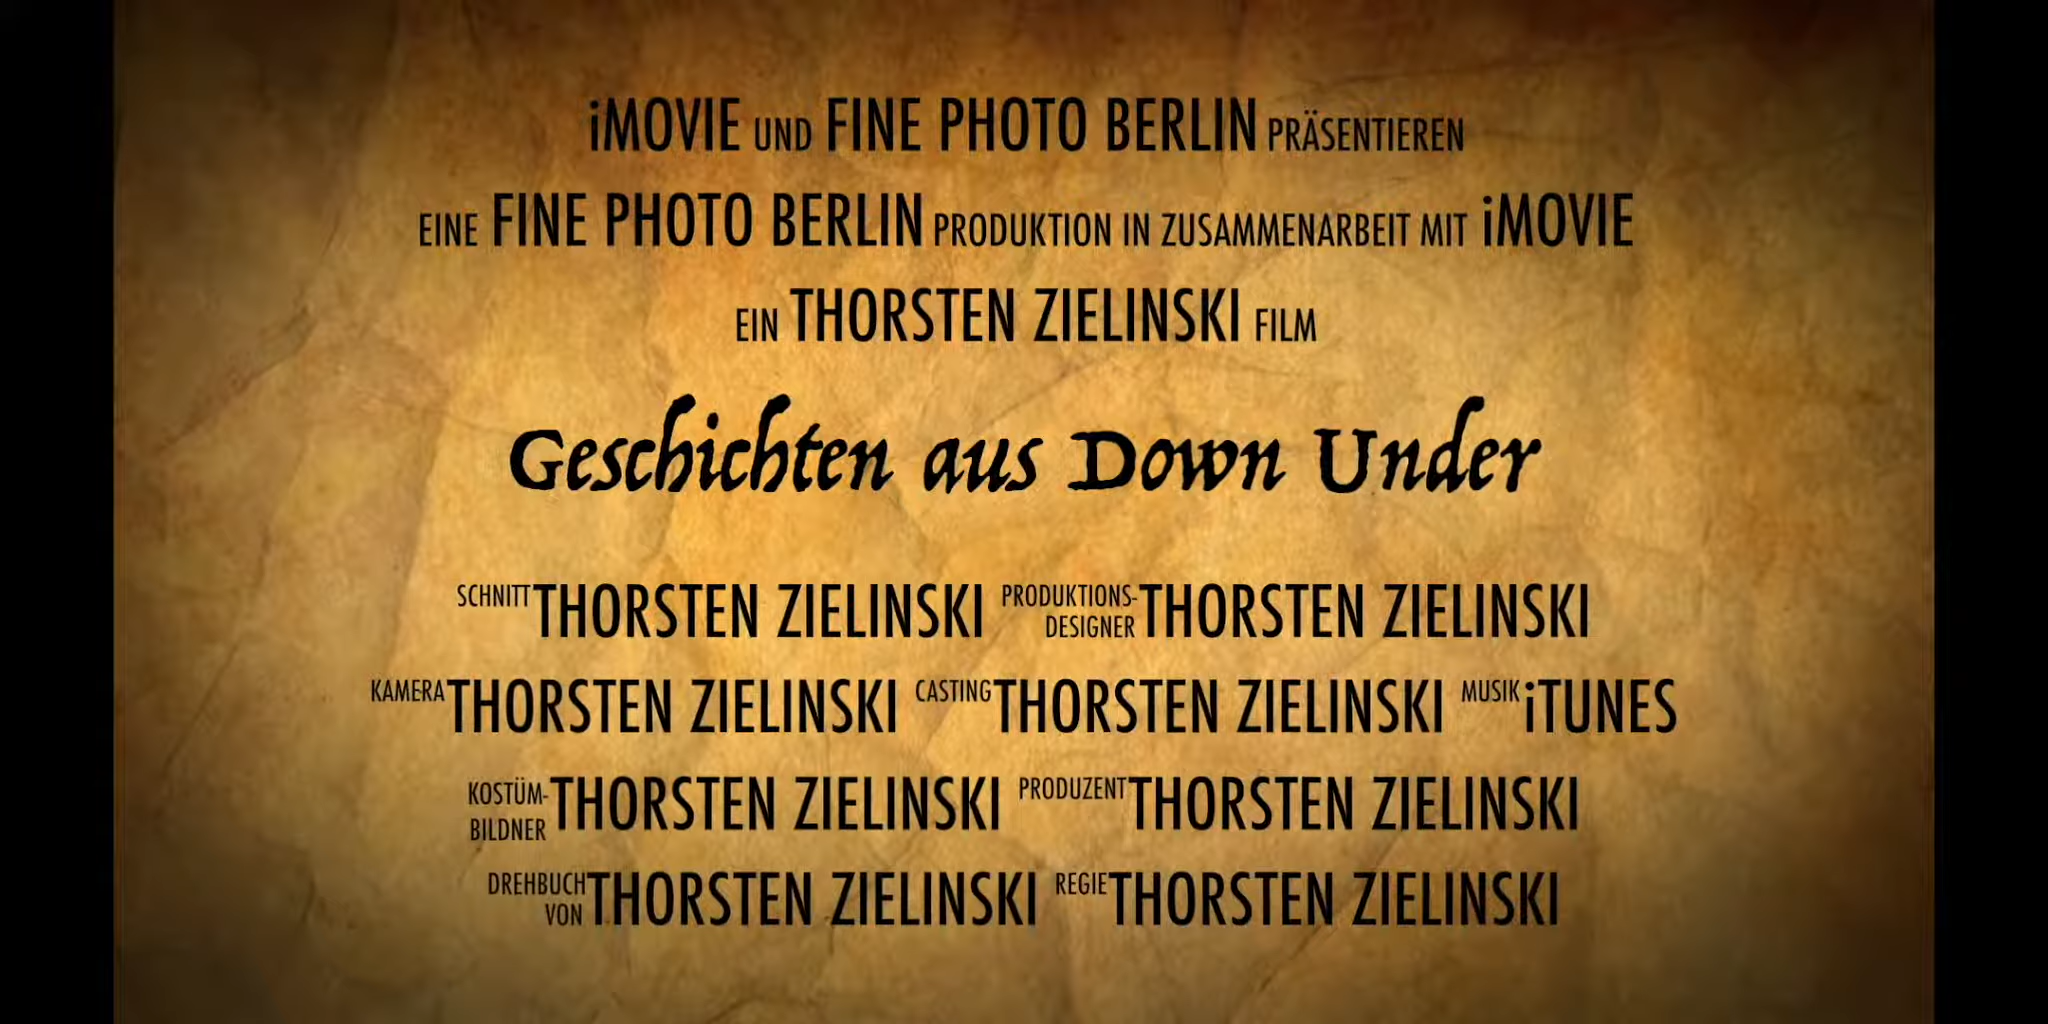 iMOVIE UND FINE PHOTO BERLIN PRÄSENTIEREN
EINE FINE PHOTO BERLIN PRODUKTION IN ZUSAMMENARBEIT MIT iMOVIE
EIN THORSTEN ZIELINSKI FILM
Geschichten aus Down Under
SCHNITT THORSTEN ZIELINSKI PRODUKTIONS-DESIGNER THORSTEN ZIELINSKI
KAMERA THORSTEN ZIELINSKI CASTING THORSTEN ZIELINSKI MUSIK iTUNES
KOSTÜM-BILDNER THORSTEN ZIELINSKI PRODUZENT THORSTEN ZIELINSKI
DREHBUCH VON THORSTEN ZIELINSKI REGIE THORSTEN ZIELINSKI